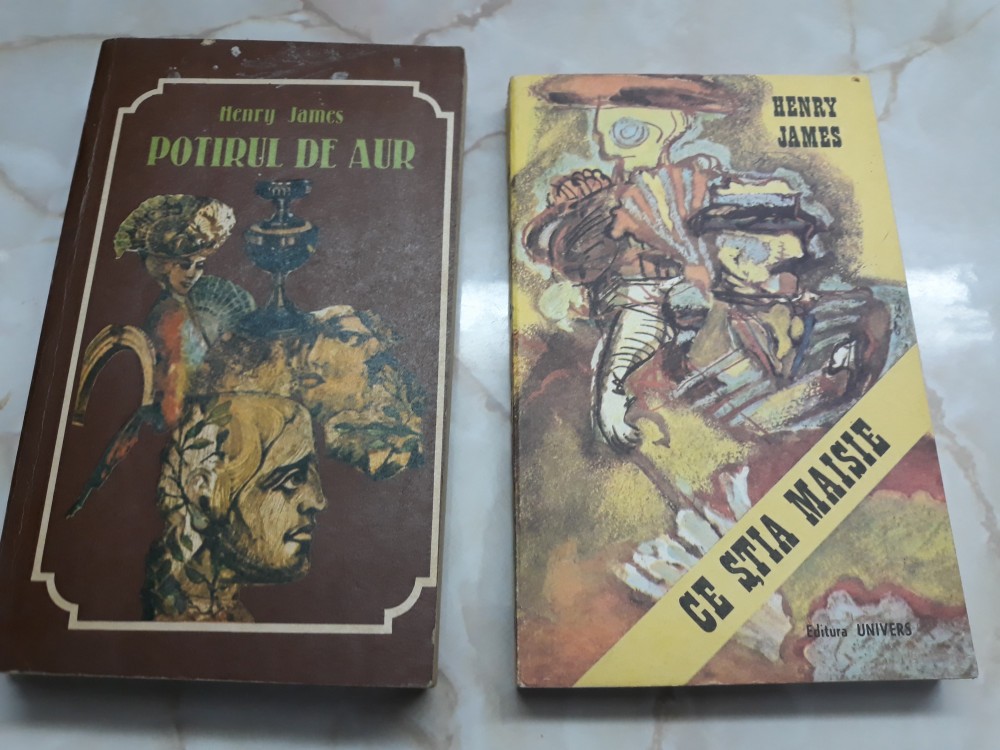 Henry James
POTIRUL DE AUR
HENRY
JAMES
CE ȘTIA MAISIE
Editura UNIVERS